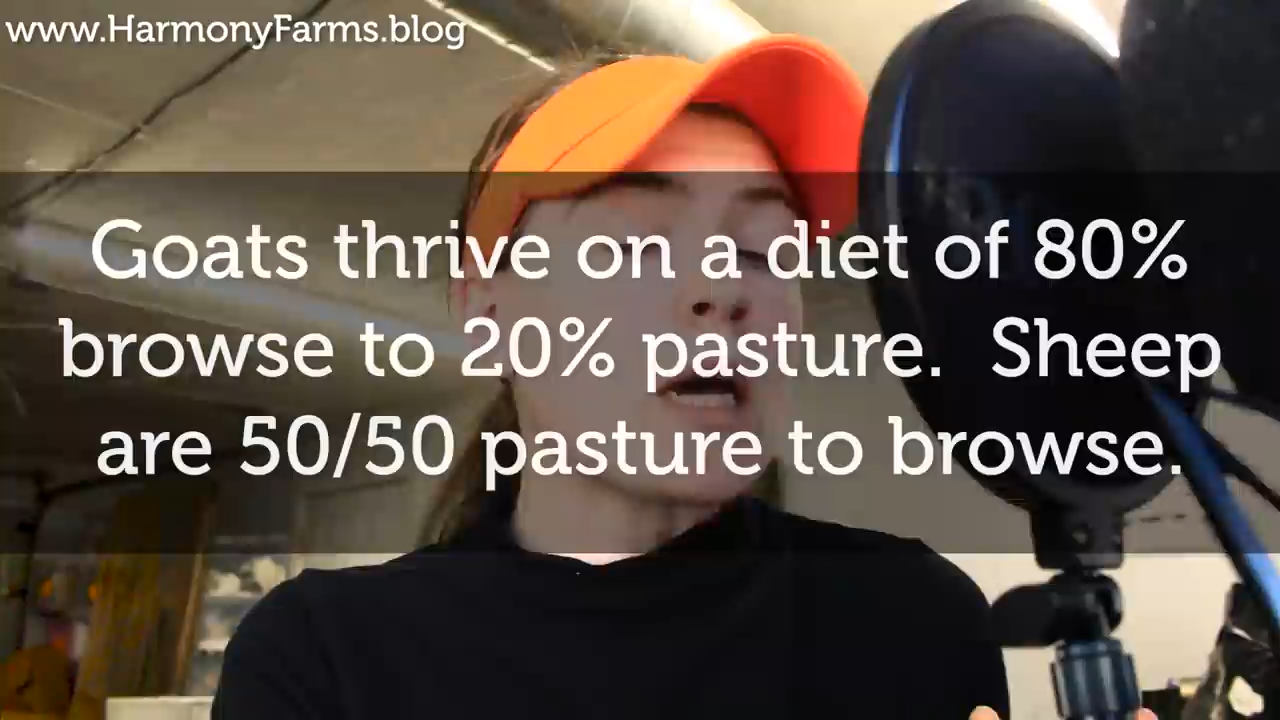 www.HarmonyFarms.blog
Goats thrive on a diet of 80%
browse to 20% pasture.  Sheep
are 50/50 pasture to browse.